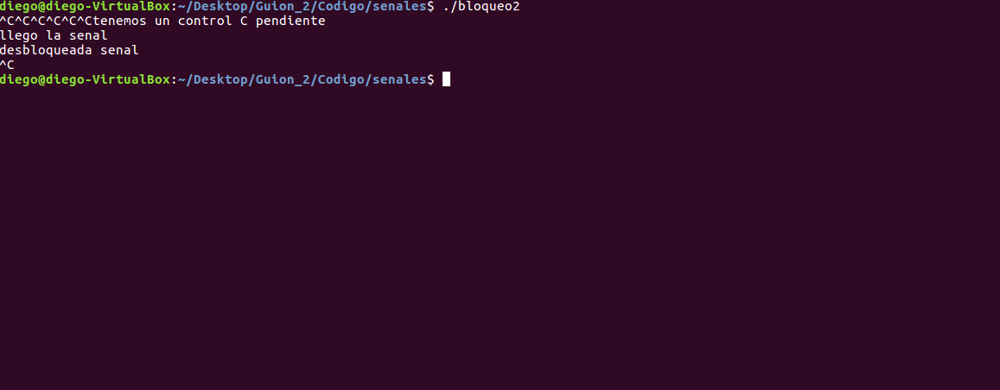 diego@diego-VirtualBox:~/Desktop/Guion_2/Codigo/senales$ ./bloqueo2
^C^C^C^C^C^Ctenemos un control C pendiente
llego la senal
desbloqueada senal
^C
diego@diego-VirtualBox:~/Desktop/Guion_2/Codigo/senales$